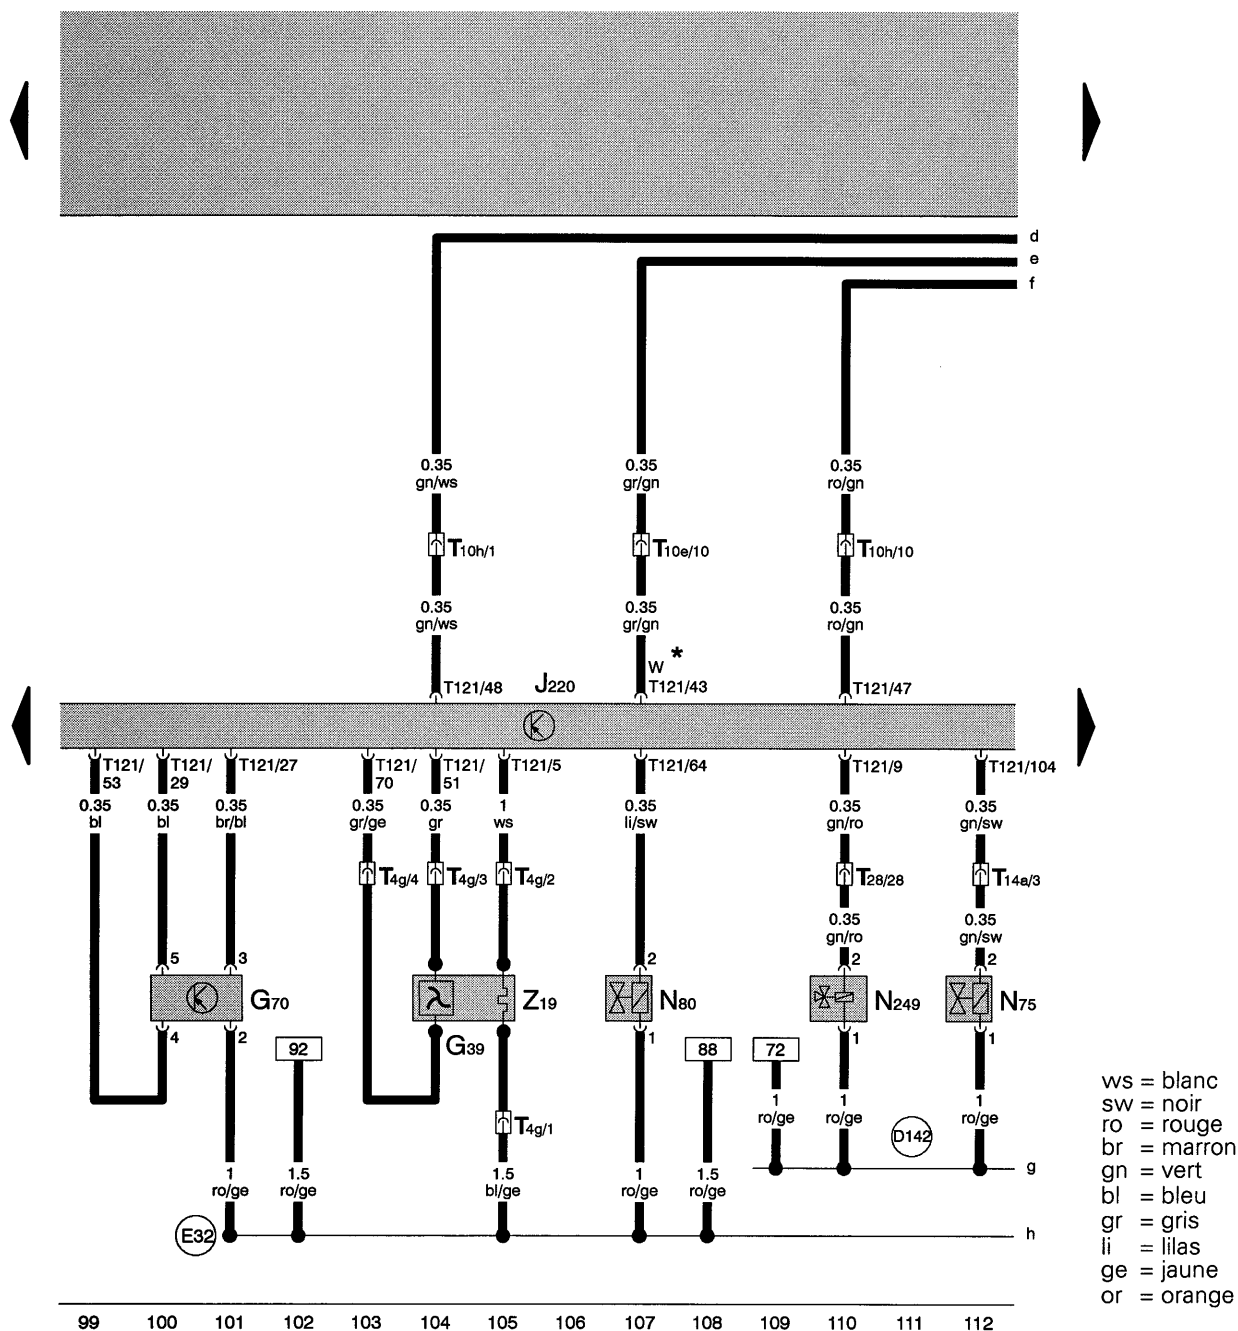 d
e
f
0.35 0.35 0.35
gn/ws gr/gn ro/gn
T10h/1 T10e/10 T10h/10
0.35 0.35 0.35
gn/ws gr/gn ro/gn
W *
T121/48 J220 T121/43 T121/47
T121/ T121/ T121/27 T121/ T121/ T121/5 T121/64 T121/9 T121/104
53 29 70 51
0.35 0.35 0.35 0.35 0.35 1 0.35 0.35 0.35
bl bl br/bl gr/ge gr ws li/sw gn/ro gn/sw
T4g/4 T4g/3 T4g/2 T28/28 T14a/3
0.35 0.35
gn/ro gn/sw
5 3 2 2 2
G70 Z19 N80 N249 N75
4 2 1 1 1
92 G39 88 72
1 1 1
ro/ge ro/ge ro/ge
T4g/1 D142
g
1 1.5 1.5 1 1.5
ro/ge ro/ge bl/ge ro/ge ro/ge
E32 h
ws = blanc
sw = noir
ro = rouge
br = marron
gn = vert
bl = bleu
gr = gris
li = lilas
ge = jaune
or = orange
99 100 101 102 103 104 105 106 107 108 109 110 111 112